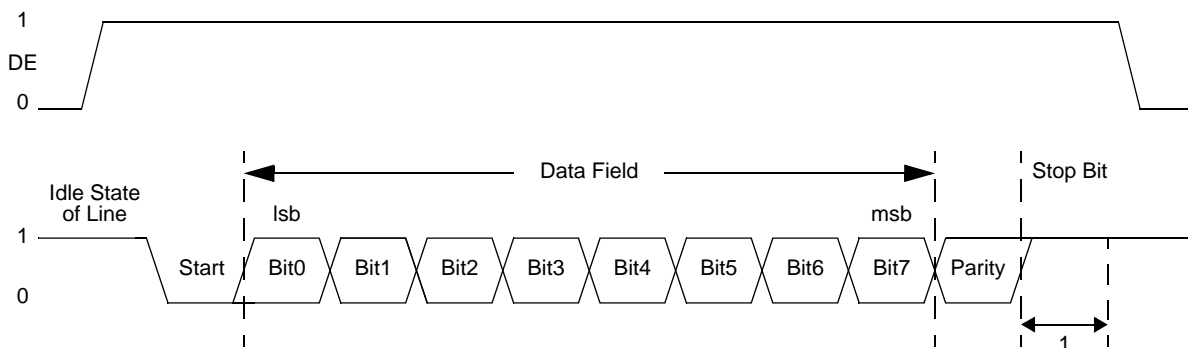 1
DE
0
Data Field
Stop Bit
Idle State
of Line
lsb
msb
1
Start
Bit0
Bit1
Bit2
Bit3
Bit4
Bit5
Bit6
Bit7
Parity
0
1